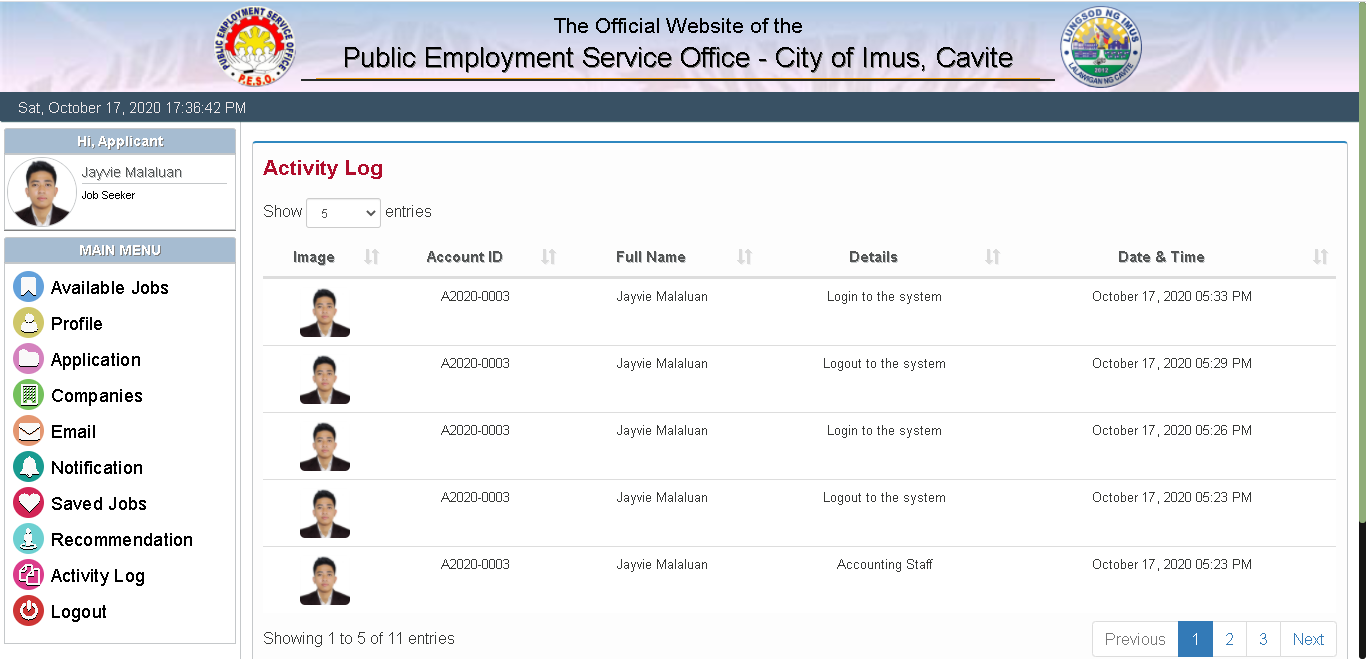 The Official Website of the
Public Employment Service Office - City of Imus, Cavite
PUBLIC EMPLOYMENT SERVICE OFFICE
P.E.S.O.
LUNGSOD NG IMUS
LALAWIGAN NG CAVITE
2012
Sat, October 17, 2020 17:36:42 PM
Hi, Applicant
Jayvie Malaluan
Job Seeker
MAIN MENU
Available Jobs
Profile
Application
Companies
Email
Notification
Saved Jobs
Recommendation
Activity Log
Logout
Activity Log
Show 5 entries
Image Account ID Full Name Details Date & Time
A2020-0003 Jayvie Malaluan Login to the system October 17, 2020 05:33 PM
A2020-0003 Jayvie Malaluan Logout to the system October 17, 2020 05:29 PM
A2020-0003 Jayvie Malaluan Login to the system October 17, 2020 05:26 PM
A2020-0003 Jayvie Malaluan Logout to the system October 17, 2020 05:23 PM
A2020-0003 Jayvie Malaluan Accounting Staff October 17, 2020 05:23 PM
Showing 1 to 5 of 11 entries
Previous 1 2 3 Next